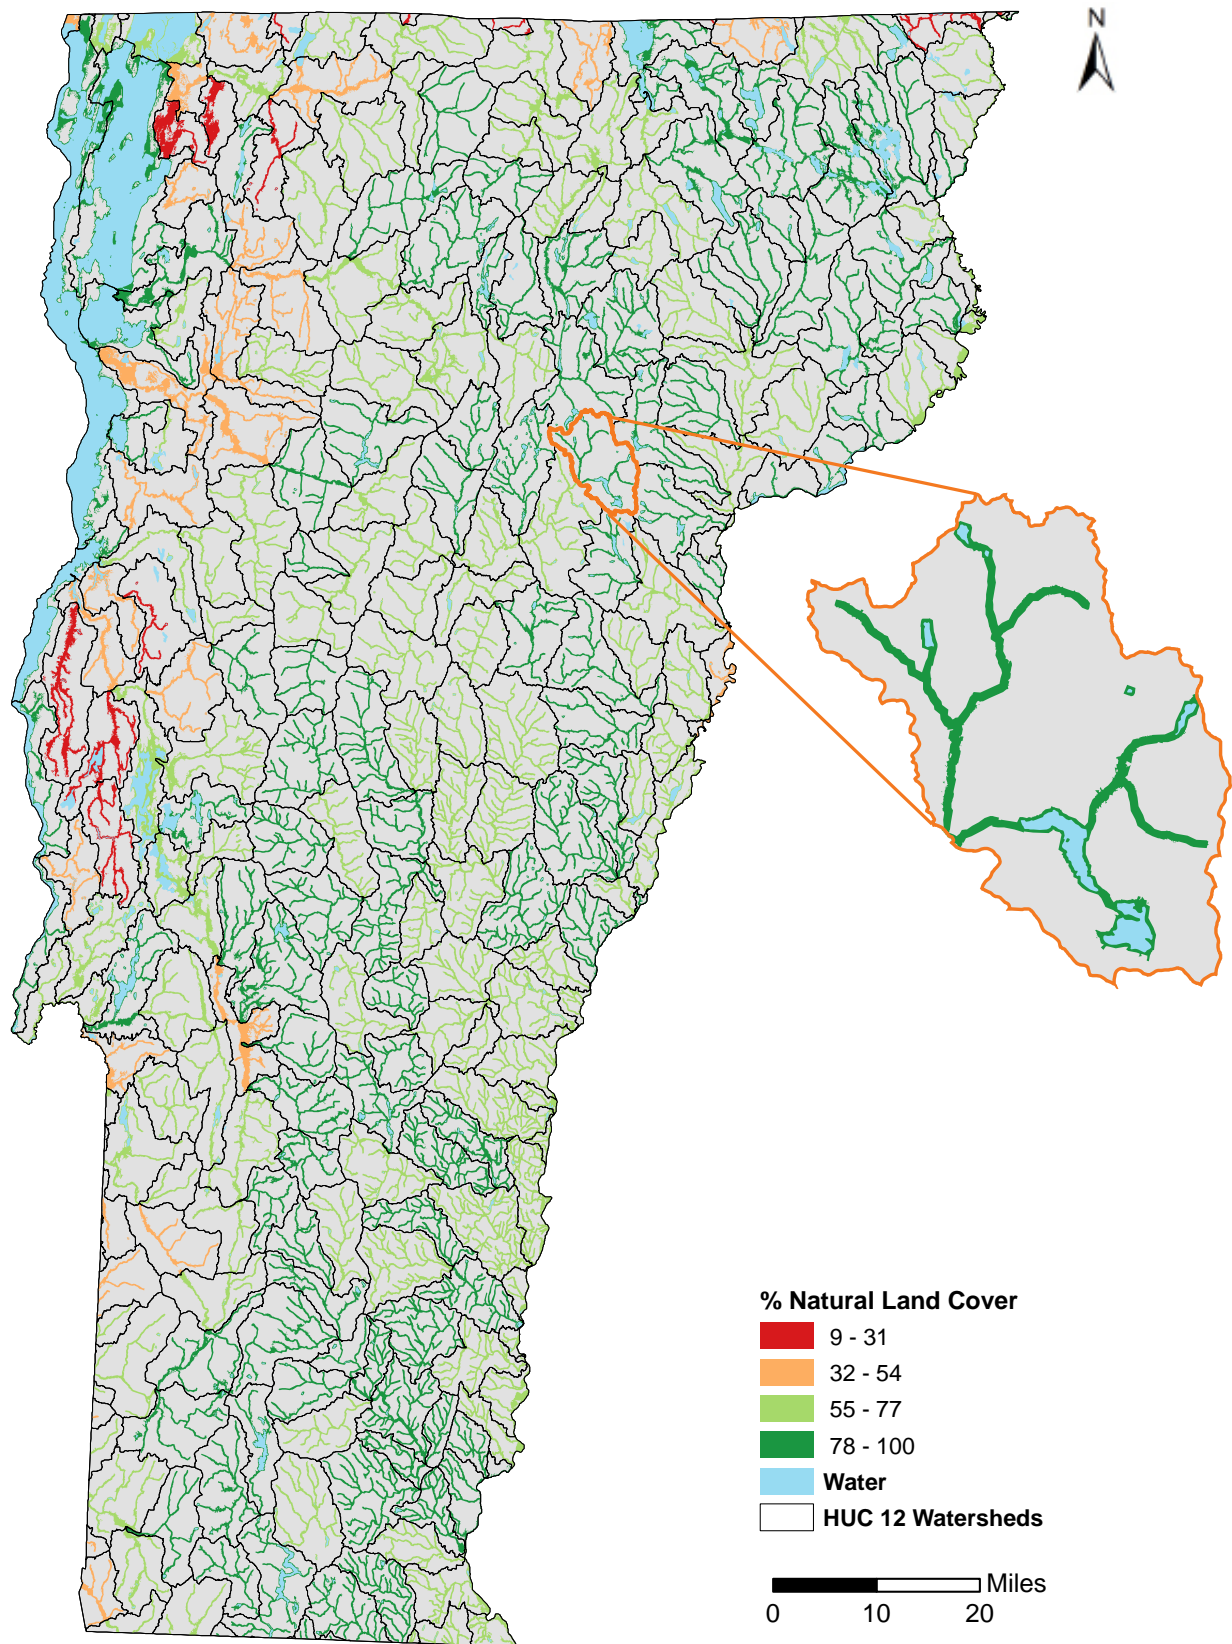 N
% Natural Land Cover
9 - 31
32 - 54
55 - 77
78 - 100
Water
HUC 12 Watersheds
Miles
0 10 20